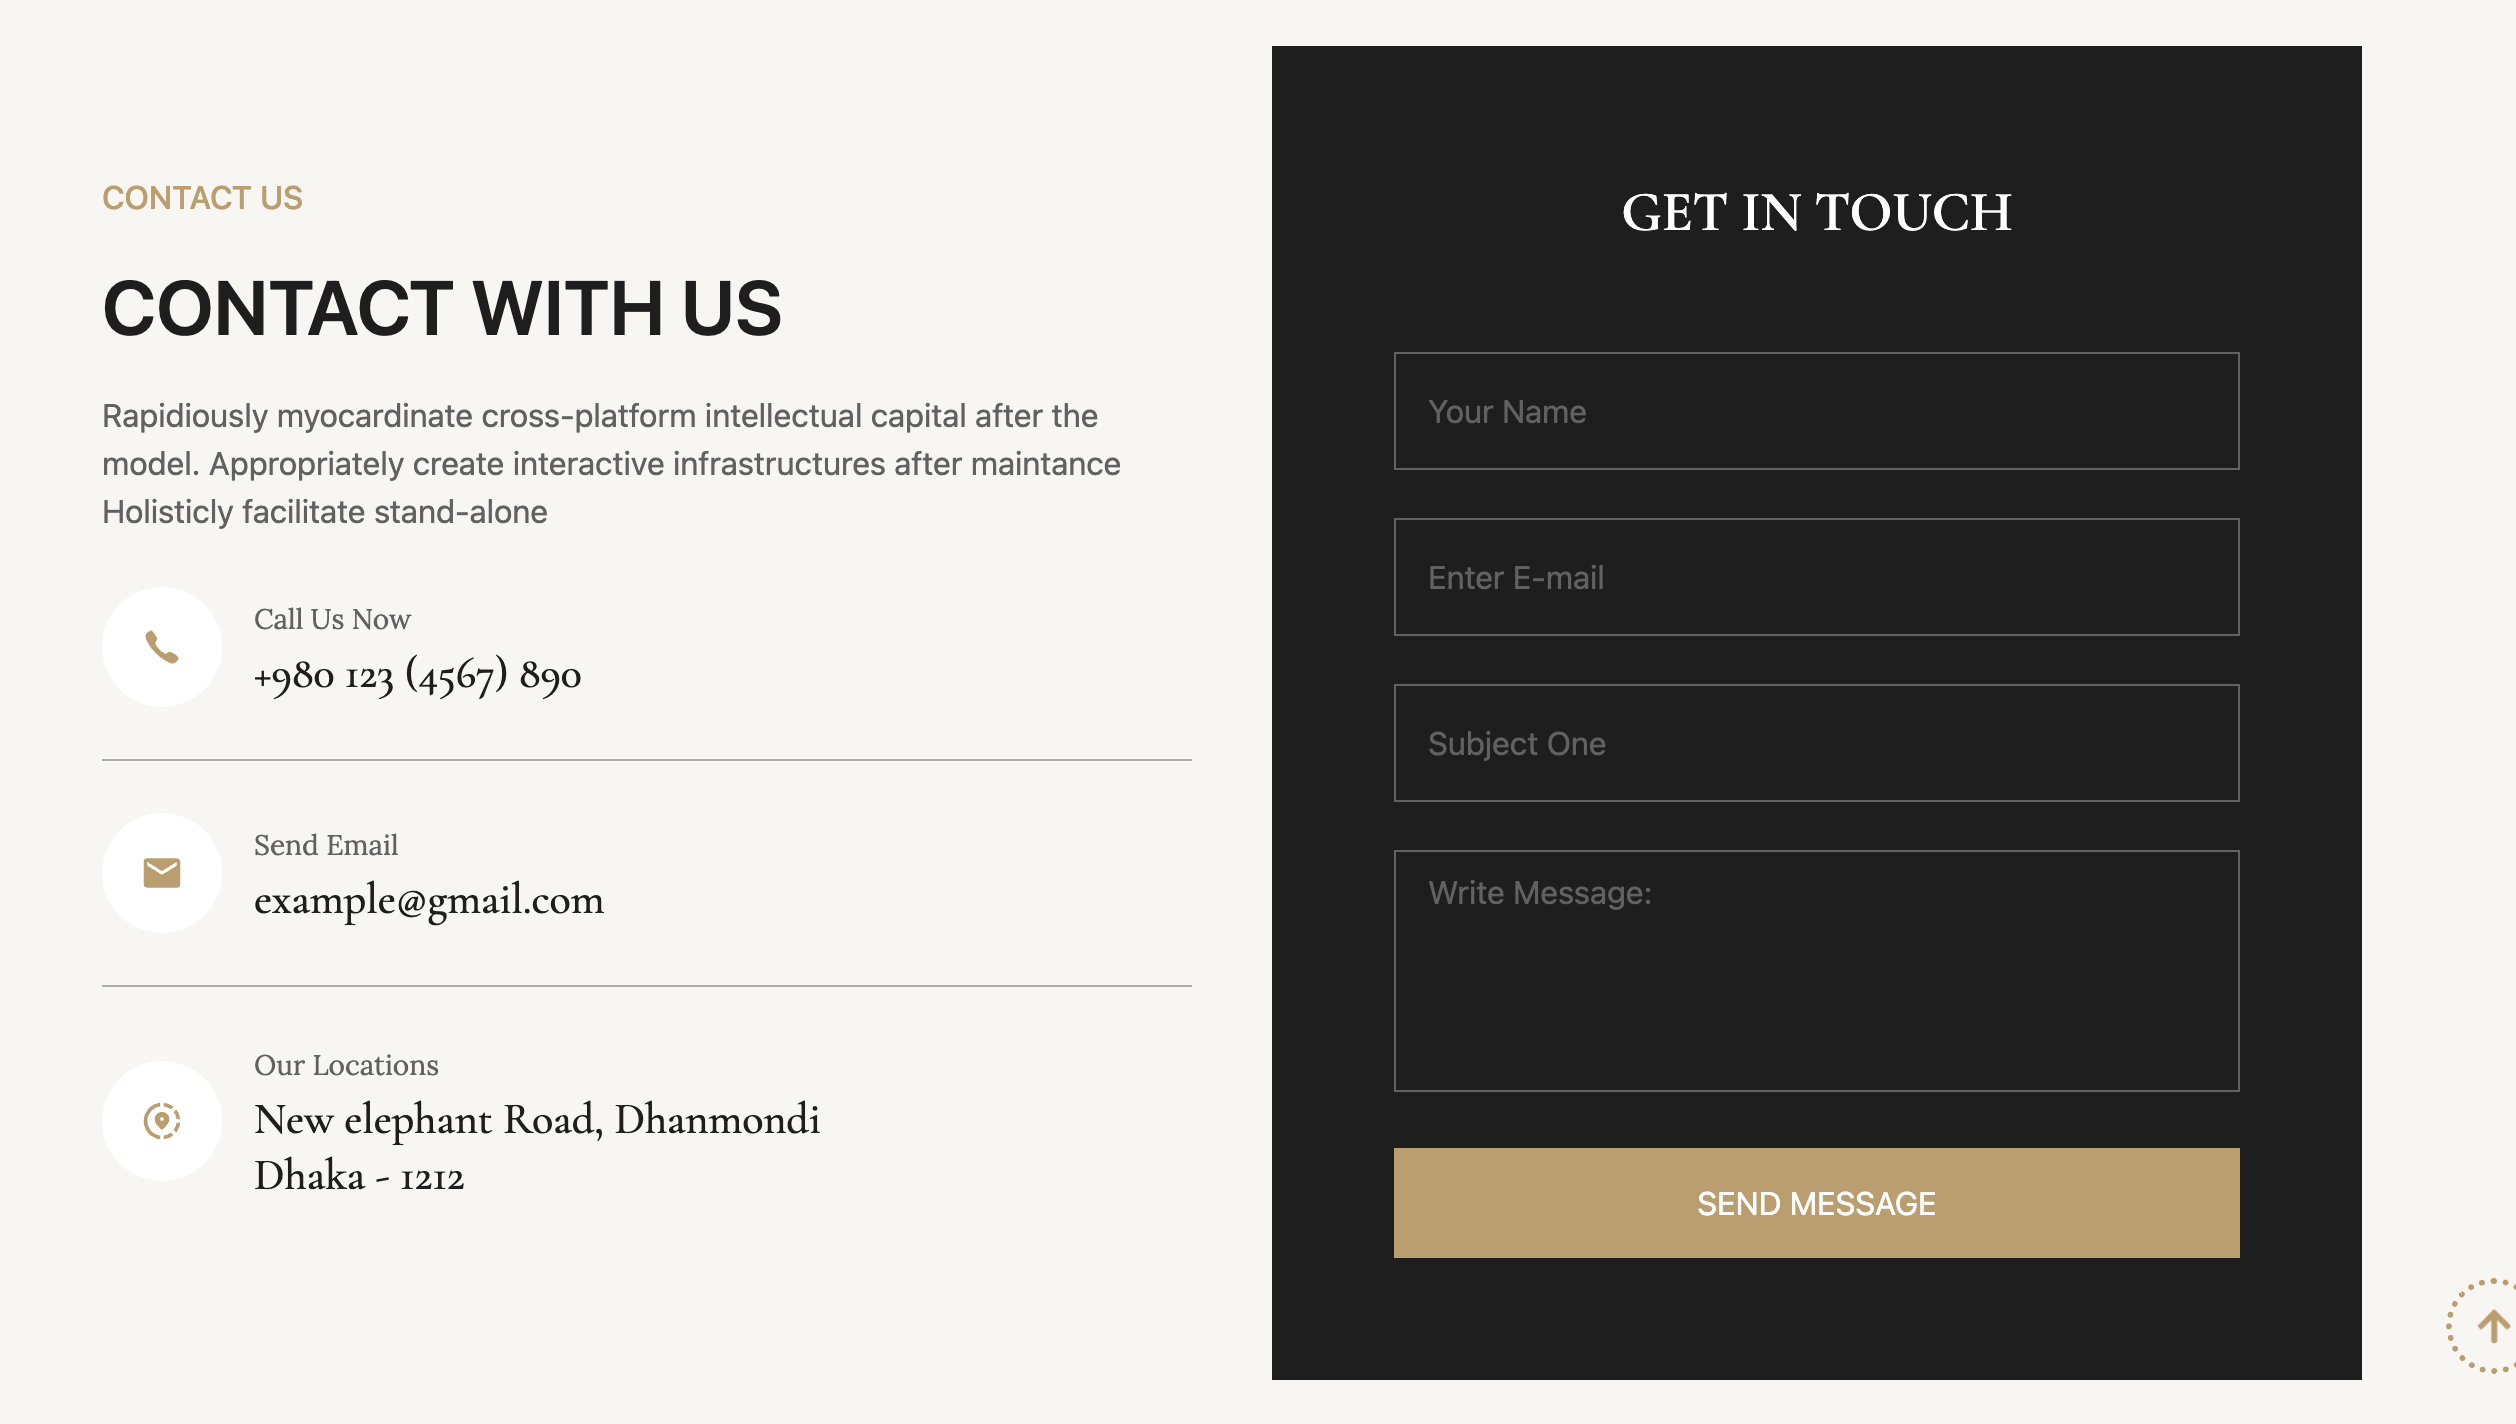 CONTACT US
CONTACT WITH US
Rapidiously myocardinate cross-platform intellectual capital after the
model. Appropriately create interactive infrastructures after maintance
Holisticly facilitate stand-alone
Call Us Now
+980 123 (4567) 890
Send Email
example@gmail.com
Our Locations
New elephant Road, Dhanmondi
Dhaka - 1212
GET IN TOUCH
Your Name
Enter E-mail
Subject One
Write Message:
SEND MESSAGE